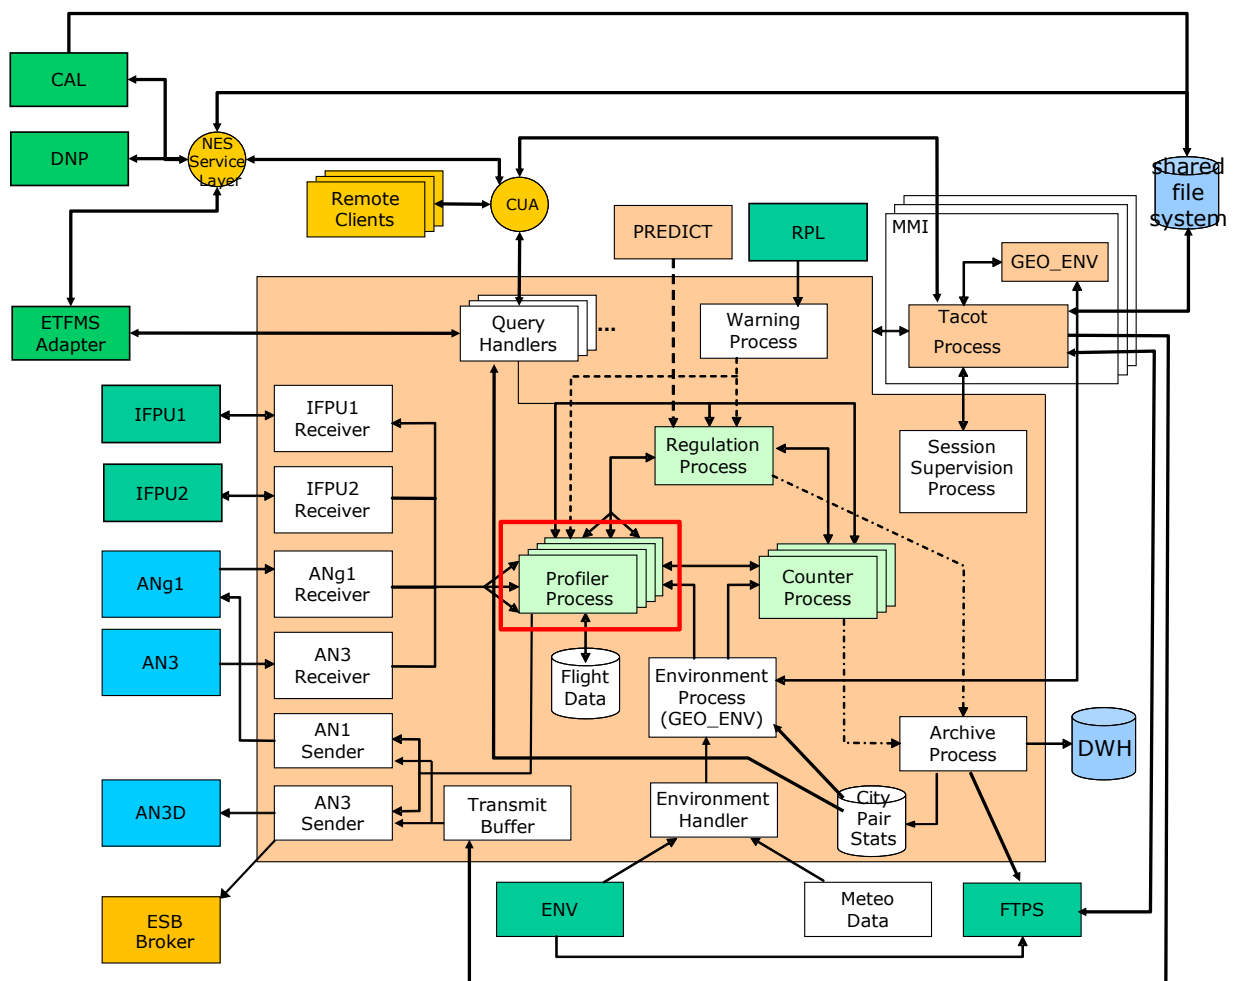 CAL
DNP
NES
Service
Layer
Remote
Clients
CUA
PREDICT
RPL
MMI
GEO_ENV
shared
file
system
ETFMS
Adapter
Query
Handlers
...
Warning
Process
Tacot
Process
IFPU1
IFPU1
Receiver
Regulation
Process
Session
Supervision
Process
IFPU2
IFPU2
Receiver
ANg1
ANg1
Receiver
Profiler
Process
Counter
Process
AN3
AN3
Receiver
Flight
Data
Environment
Process
(GEO_ENV)
AN1
Sender
Archive
Process
DWH
AN3D
AN3
Sender
Transmit
Buffer
Environment
Handler
City
Pair
Stats
ESB
Broker
ENV
Meteo
Data
FTPS